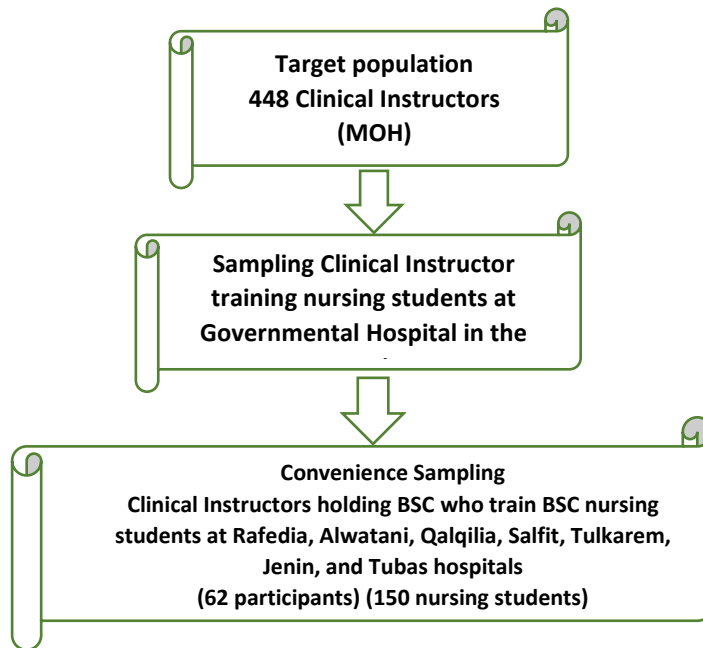 Target population
448 Clinical Instructors
(MOH)
Sampling Clinical Instructor
training nursing students at
Governmental Hospital in the
Convenience Sampling
Clinical Instructors holding BSC who train BSC nursing
students at Rafedia, Alwatani, Qalqilia, Salfit, Tulkarem,
Jenin, and Tubas hospitals
(62 participants) (150 nursing students)